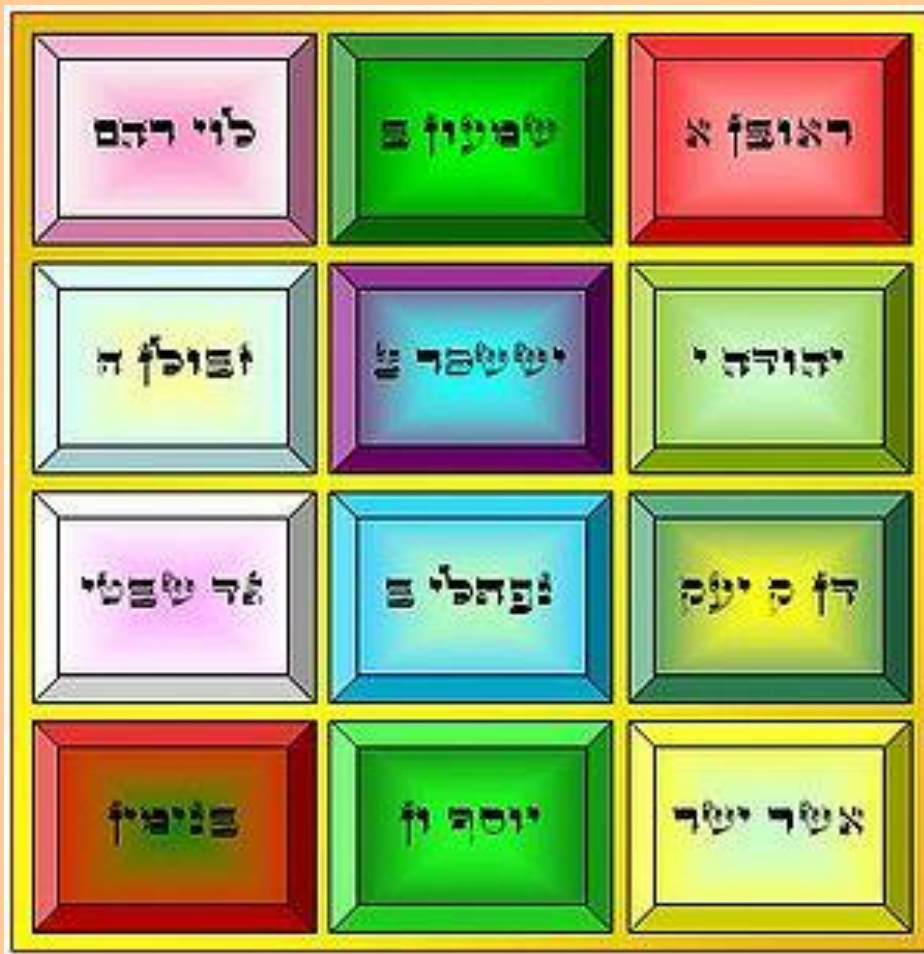 ראובן א
שמעון ב
לוי רהם
יהודה י
יששכר צ
זבולן ח
דן ק יעק
נפתלי ב
גד שבטי
אשר ישר
יוסף ון
בנימין